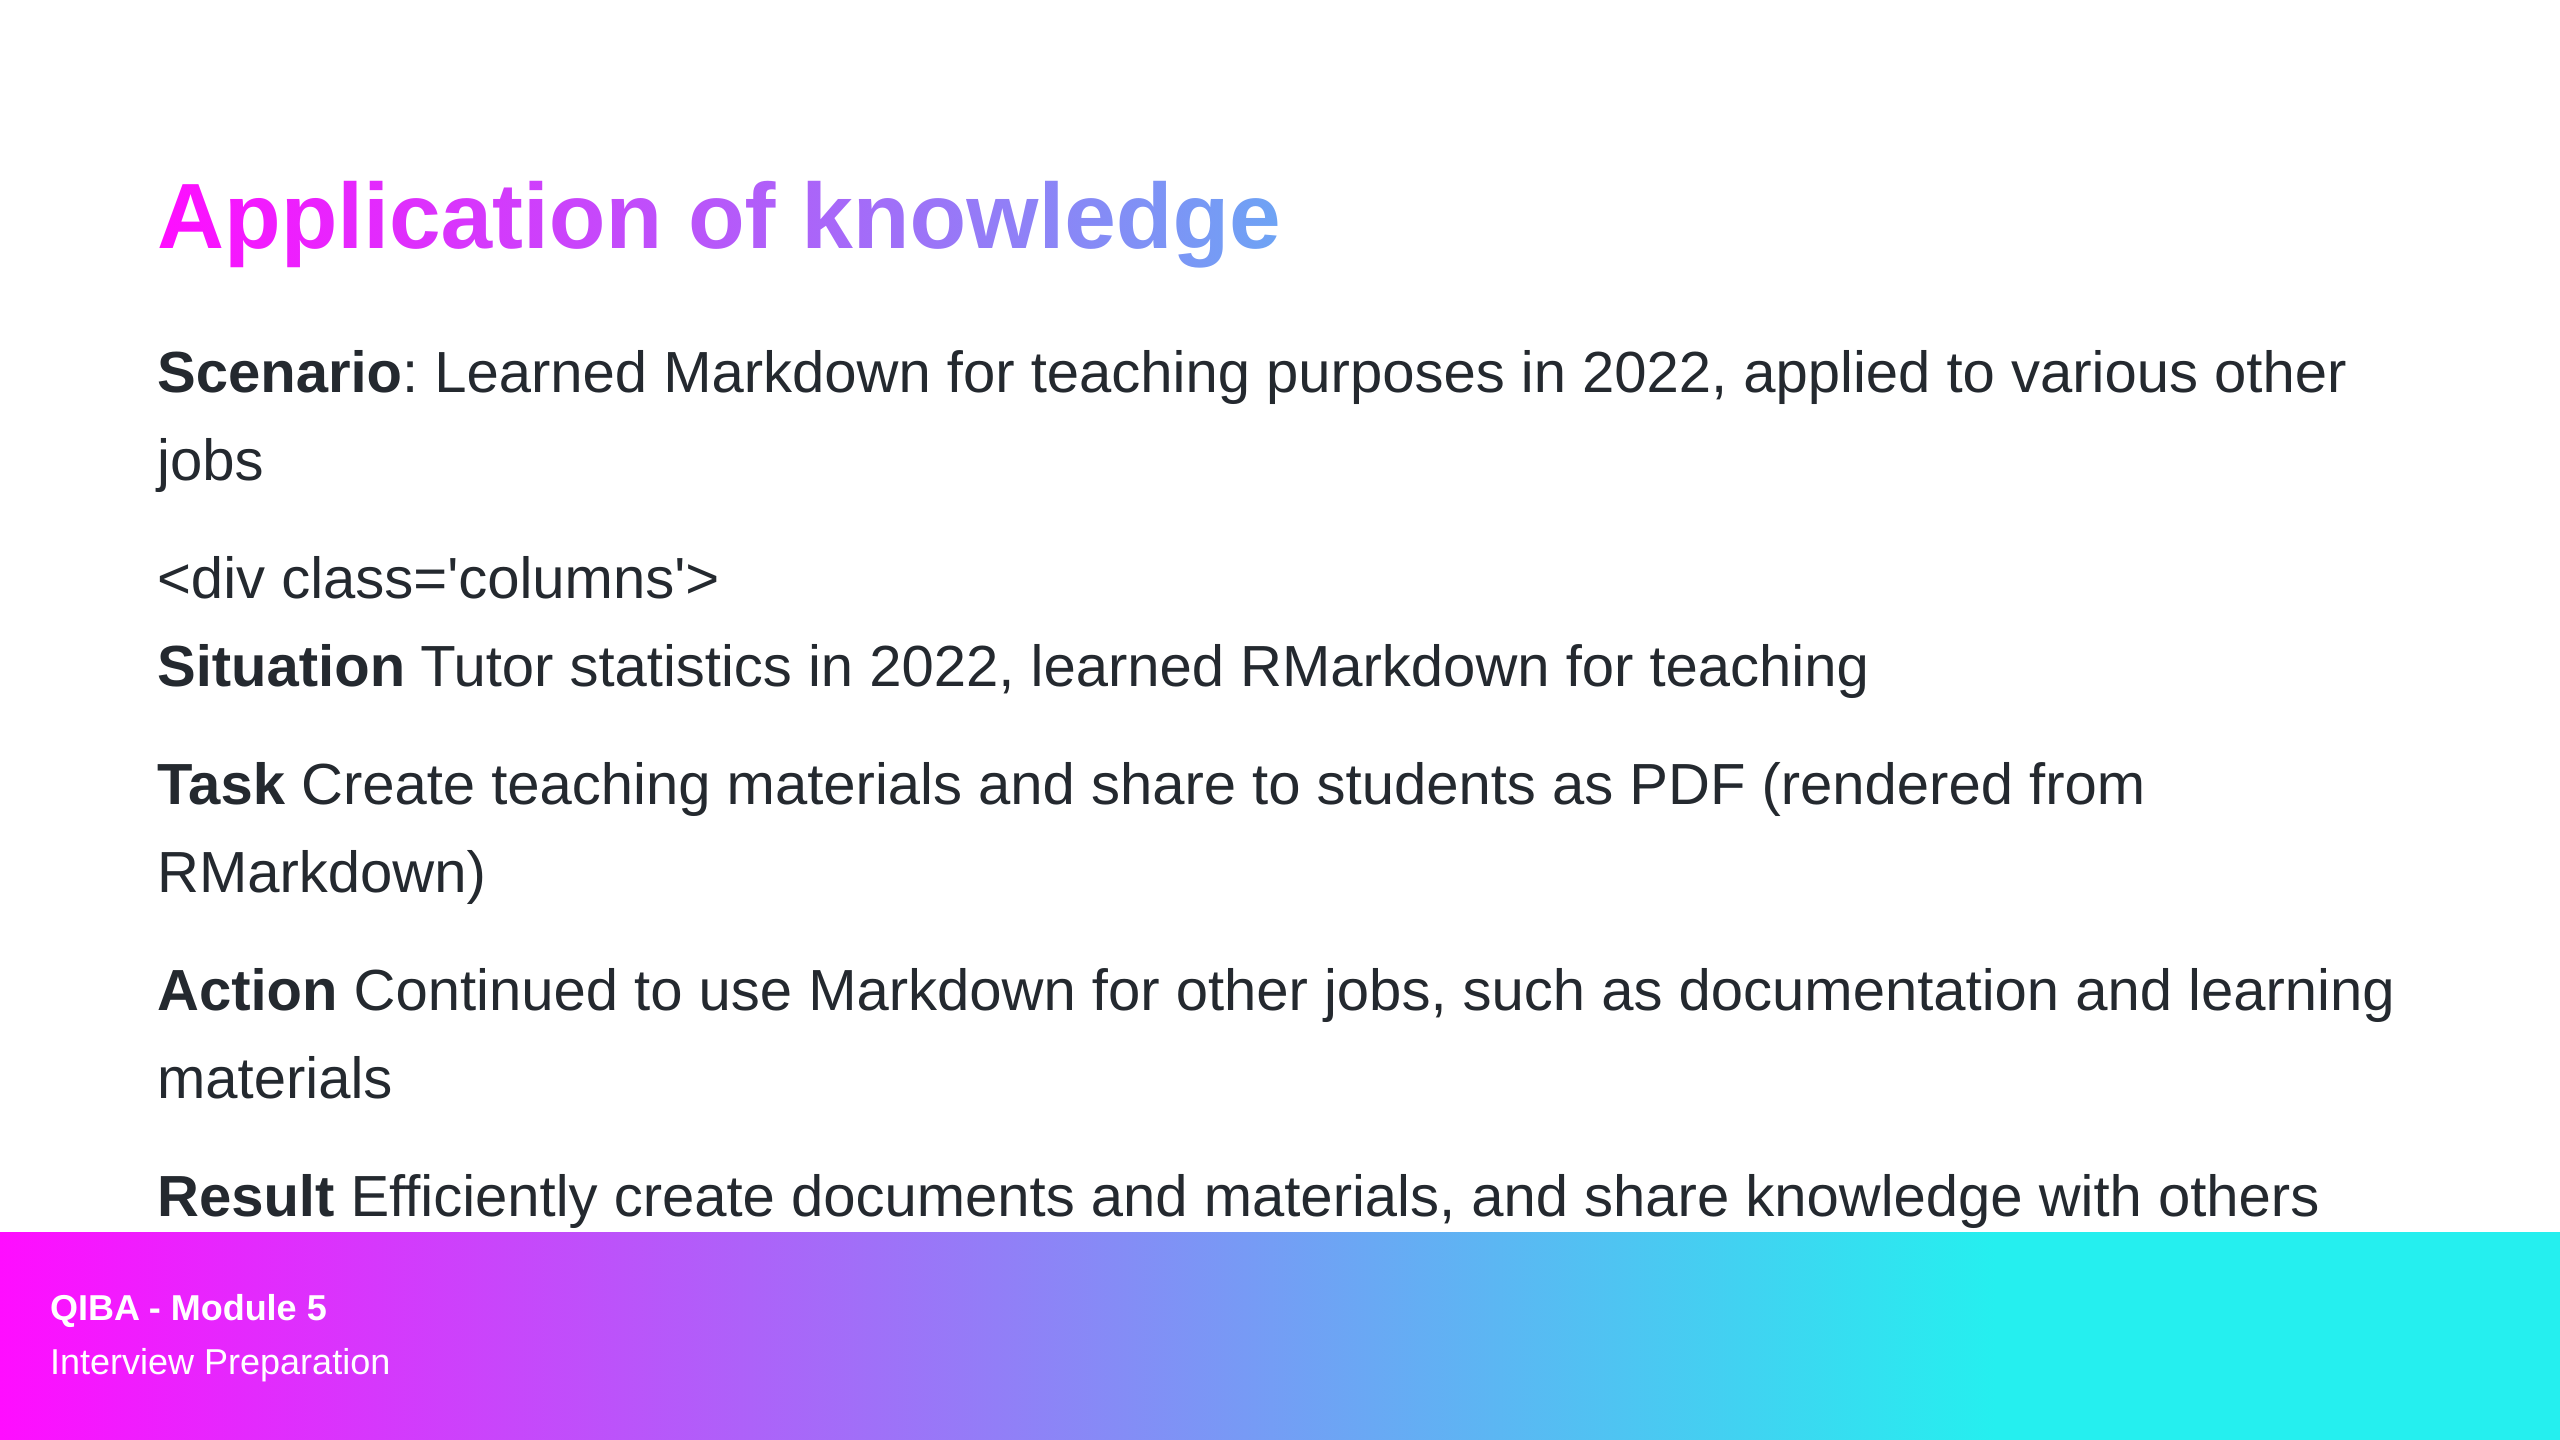 Application of knowledge
Scenario: Learned Markdown for teaching purposes in 2022, applied to various other
jobs
<div class='columns'>
Situation Tutor statistics in 2022, learned RMarkdown for teaching
Task Create teaching materials and share to students as PDF (rendered from
RMarkdown)
Action Continued to use Markdown for other jobs, such as documentation and learning
materials
Result Efficiently create documents and materials, and share knowledge with others
QIBA - Module 5
Interview Preparation